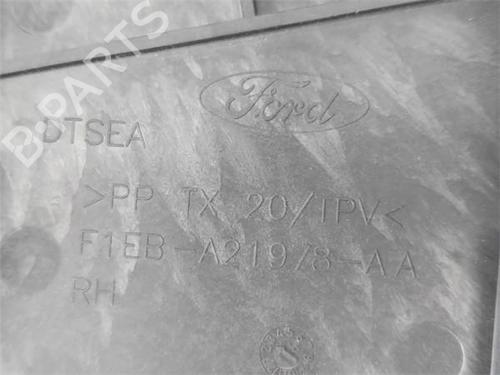 Ford
DTSEA
>PP TX 20/TPV<
F1EB-A21978-AA
RH
B-PARTS